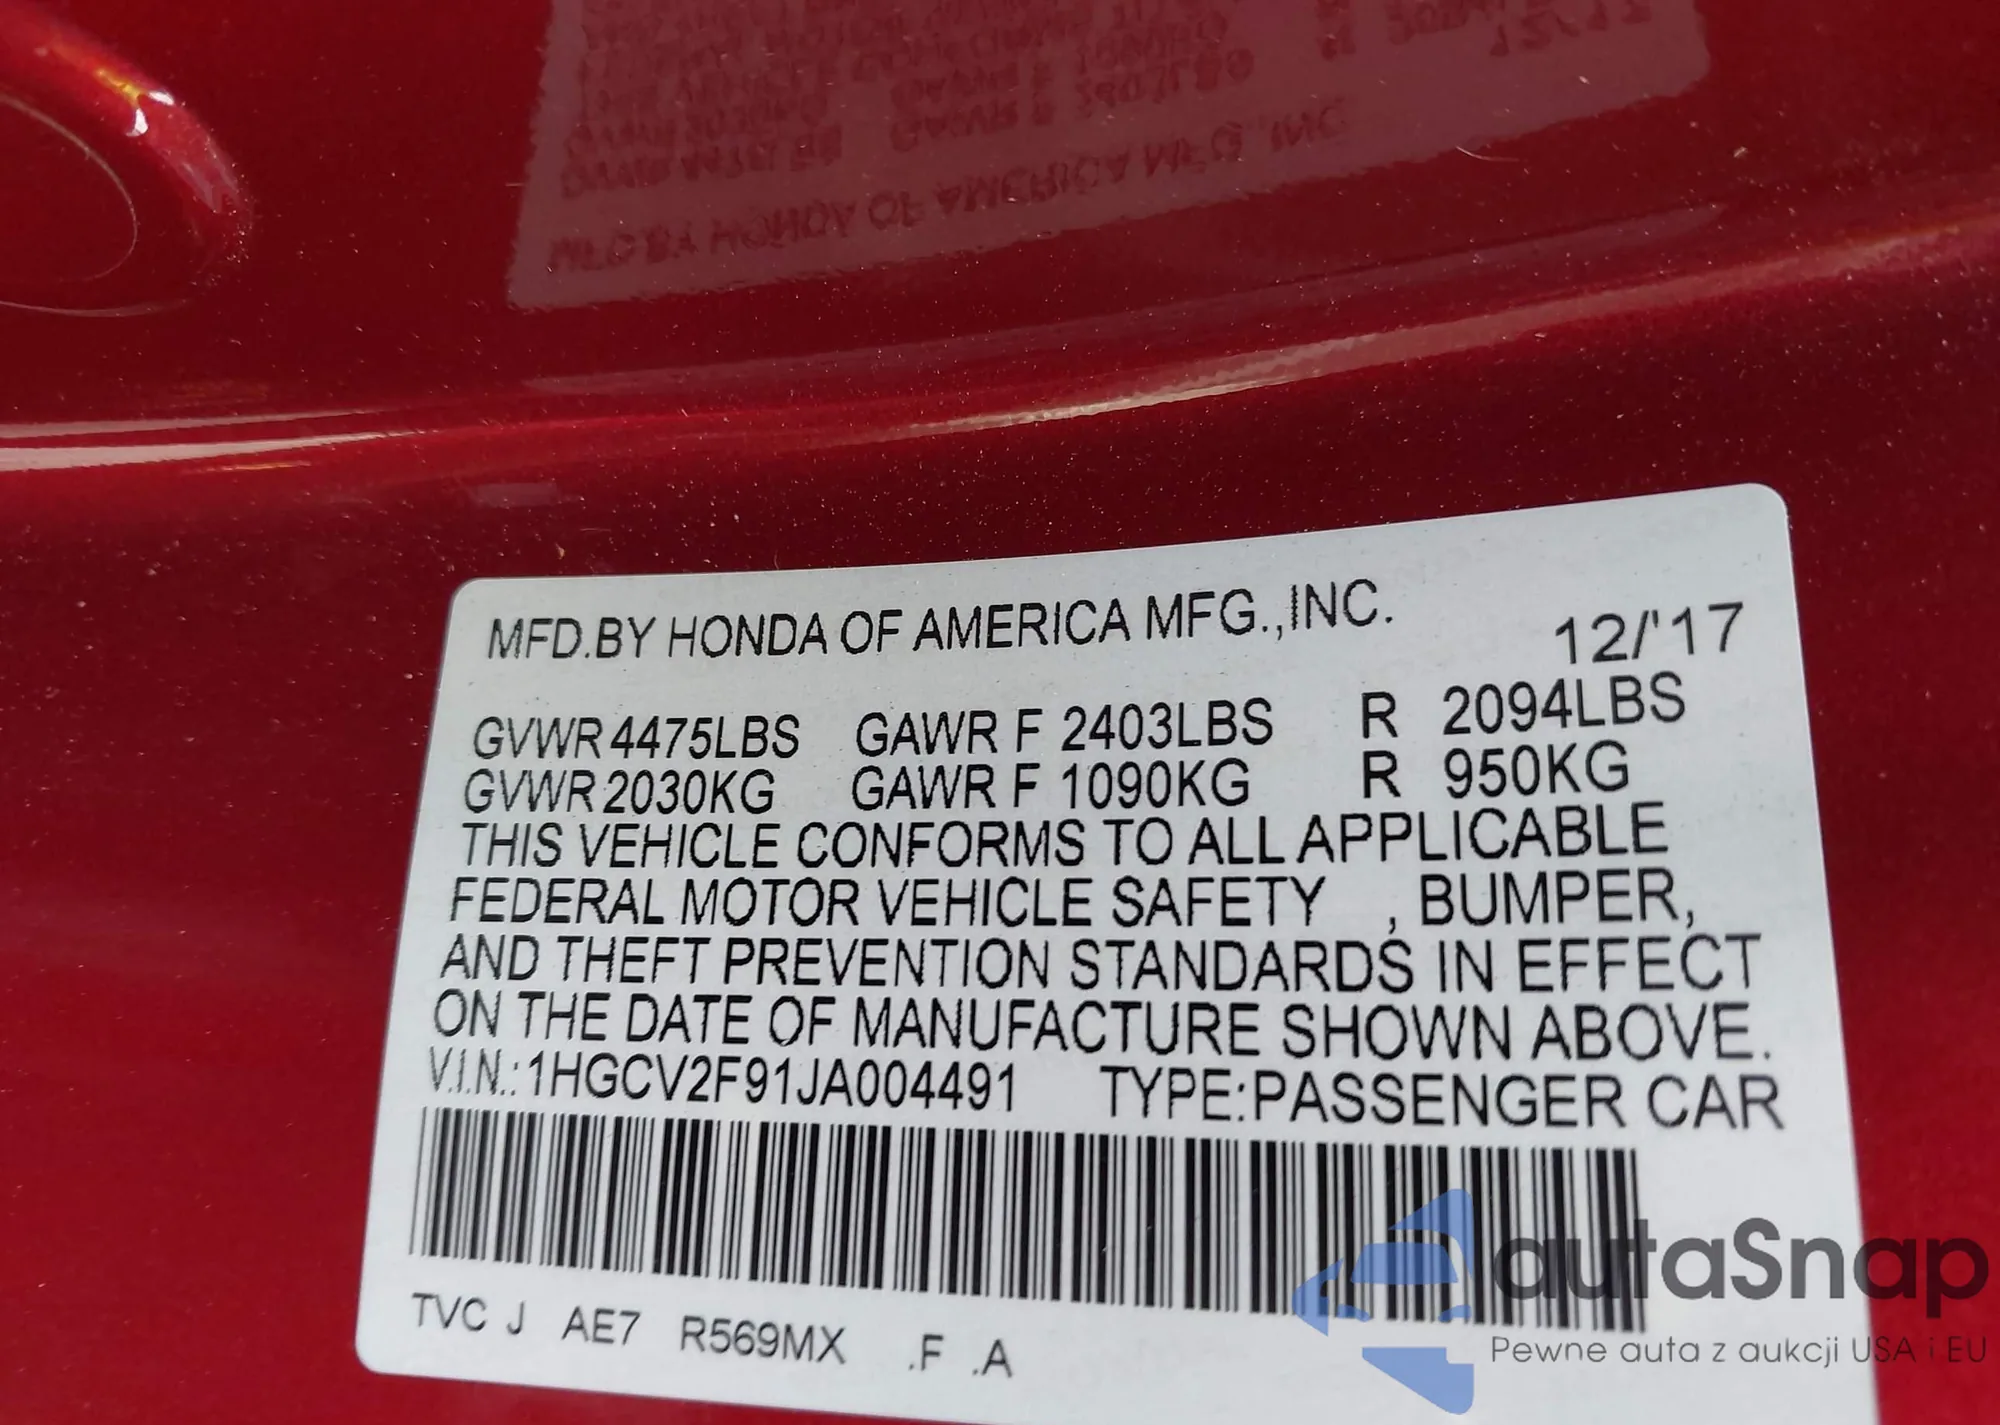 MFD.BY HONDA OF AMERICA MFG.,INC. 12/'17
GVWR 4475LBS GAWR F 2403LBS R 2094LBS
GVWR 2030KG GAWR F 1090KG R 950KG
THIS VEHICLE CONFORMS TO ALL APPLICABLE
FEDERAL MOTOR VEHICLE SAFETY , BUMPER,
AND THEFT PREVENTION STANDARDS IN EFFECT
ON THE DATE OF MANUFACTURE SHOWN ABOVE.
V.I.N.: 1HGCV2F91JA004491 TYPE:PASSENGER CAR
TVC J AE7 R569MX .F .A
autaSnap
Pewne auta z aukcji USA i EU